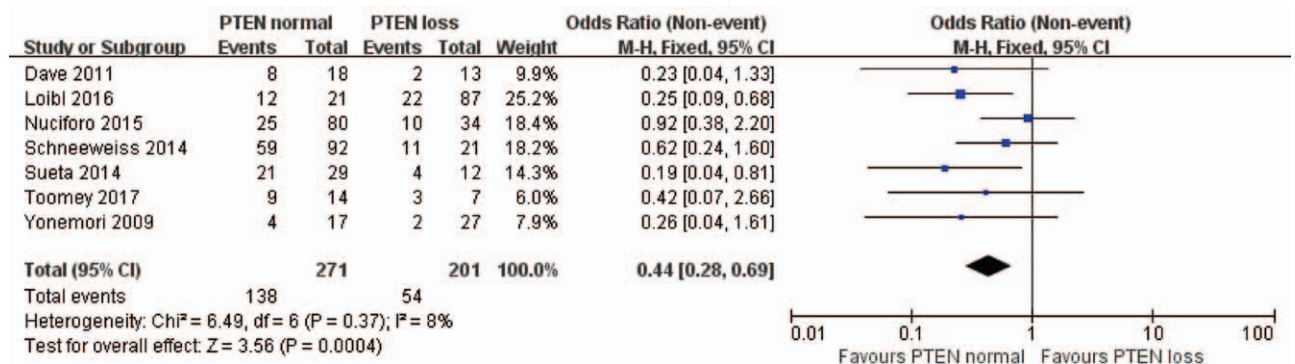 PTEN normal PTEN loss Odds Ratio (Non-event) Odds Ratio (Non-event)
Study or Subgroup Events Total Events Total Weight M-H, Fixed, 95% CI M-H, Fixed, 95% CI
Dave 2011 8 18 2 13 9.9% 0.23 [0.04, 1.33]
Loibl 2016 12 21 22 87 25.2% 0.25 [0.09, 0.68]
Nuciforo 2015 25 80 10 34 18.4% 0.92 [0.38, 2.20]
Schneeweiss 2014 59 92 11 21 18.2% 0.62 [0.24, 1.60]
Sueta 2014 21 29 4 12 14.3% 0.19 [0.04, 0.81]
Toomey 2017 9 14 3 7 6.0% 0.42 [0.07, 2.66]
Yonemori 2009 4 17 2 27 7.9% 0.26 [0.04, 1.61]
Total (95% CI) 271 201 100.0% 0.44 [0.28, 0.69]
Total events 138 54
Heterogeneity: Chi² = 6.49, df = 6 (P = 0.37); I² = 8%
Test for overall effect: Z = 3.56 (P = 0.0004)
0.01 0.1 1 10 100
Favours PTEN normal Favours PTEN loss